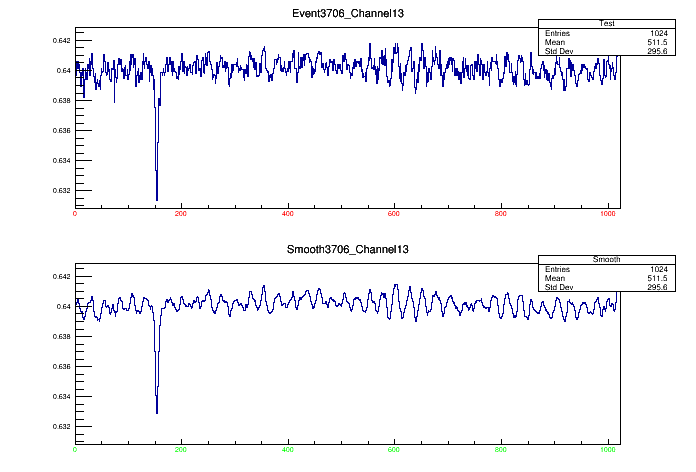 Event3706_Channel13
Test
Entries 1024
Mean 511.5
Std Dev 295.6
0.642
0.64
0.638
0.636
0.634
0.632
0 200 400 600 800 1000
Smooth3706_Channel13
Smooth
Entries 1024
Mean 511.5
Std Dev 295.6
0.642
0.64
0.638
0.636
0.634
0.632
0 200 400 600 800 1000